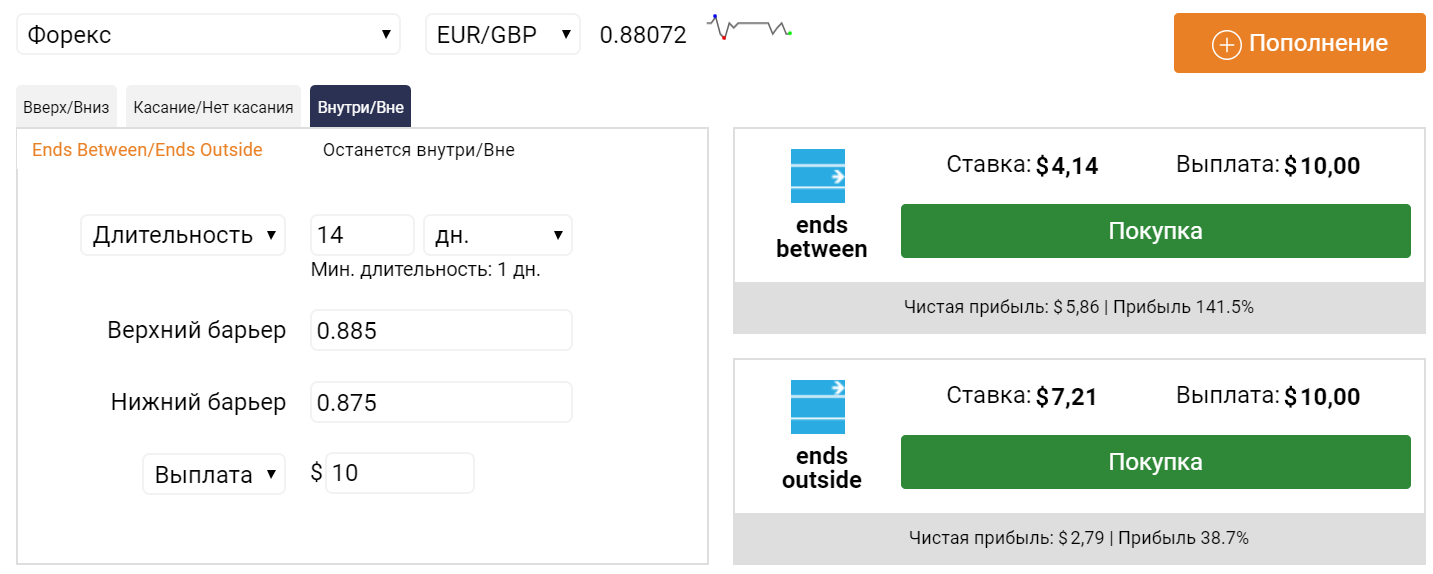 Форекс EUR/GBP 0.88072 Пополнение
Вверх/Вниз Касание/Нет касания Внутри/Вне
Ends Between/Ends Outside Останется внутри/Вне
Длительность 14 дн.
Мин. длительность: 1 дн.
Верхний барьер 0.885
Нижний барьер 0.875
Выплата $ 10
Ставка: $4,14 Выплата: $10,00
ends
between
Покупка
Чистая прибыль: $5,86 | Прибыль 141.5%
Ставка: $7,21 Выплата: $10,00
ends
outside
Покупка
Чистая прибыль: $2,79 | Прибыль 38.7%